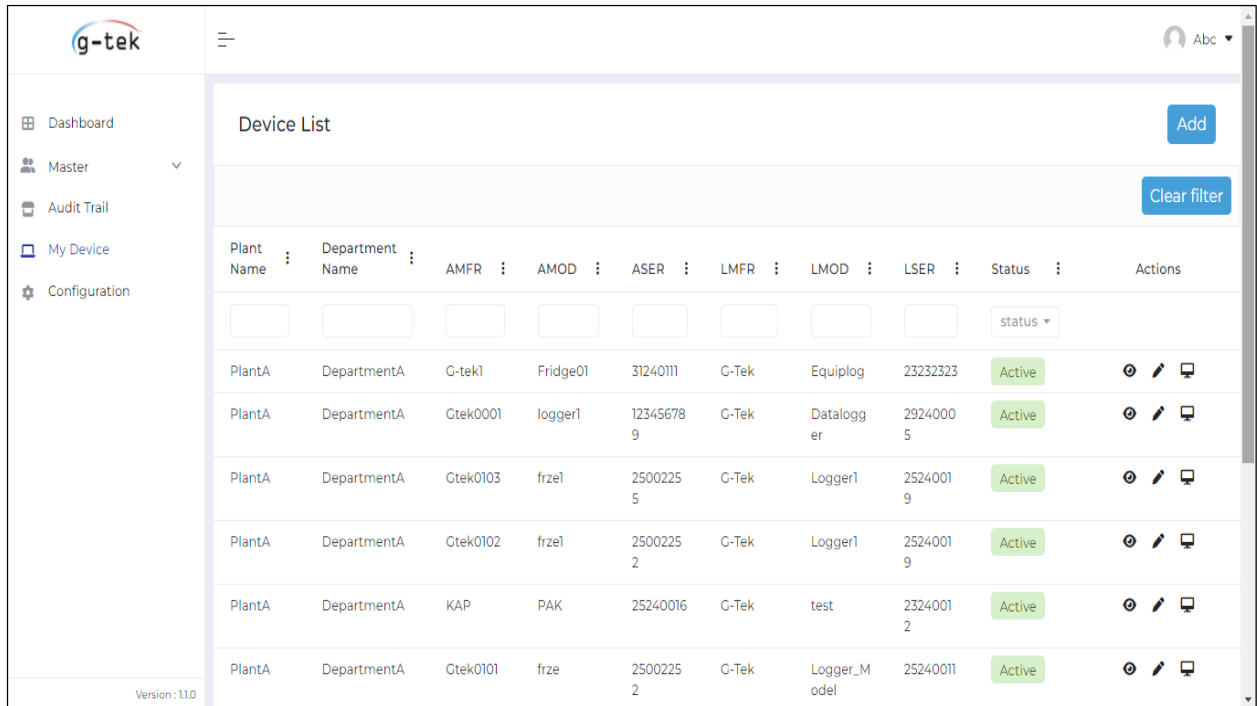 g-tek
Abc
Dashboard
Master
Audit Trail
My Device
Configuration
Version : 1.1.0
Device List
Add
Clear filter
Plant Name Department Name AMFR AMOD ASER LMFR LMOD LSER Status Actions
status
PlantA DepartmentA G-tek1 Fridge01 31240111 G-Tek Equiplog 23232323 Active
PlantA DepartmentA Gtek0001 logger1 12345678 G-Tek Datalogg 2924000 Active
9 er 5
PlantA DepartmentA Gtek0103 frze1 2500225 G-Tek Logger1 2524001 Active
5 9
PlantA DepartmentA Gtek0102 frze1 2500225 G-Tek Logger1 2524001 Active
2 9
PlantA DepartmentA KAP PAK 25240016 G-Tek test 2324001 Active
2
PlantA DepartmentA Gtek0101 frze 2500225 G-Tek Logger_M 25240011 Active
2 odel